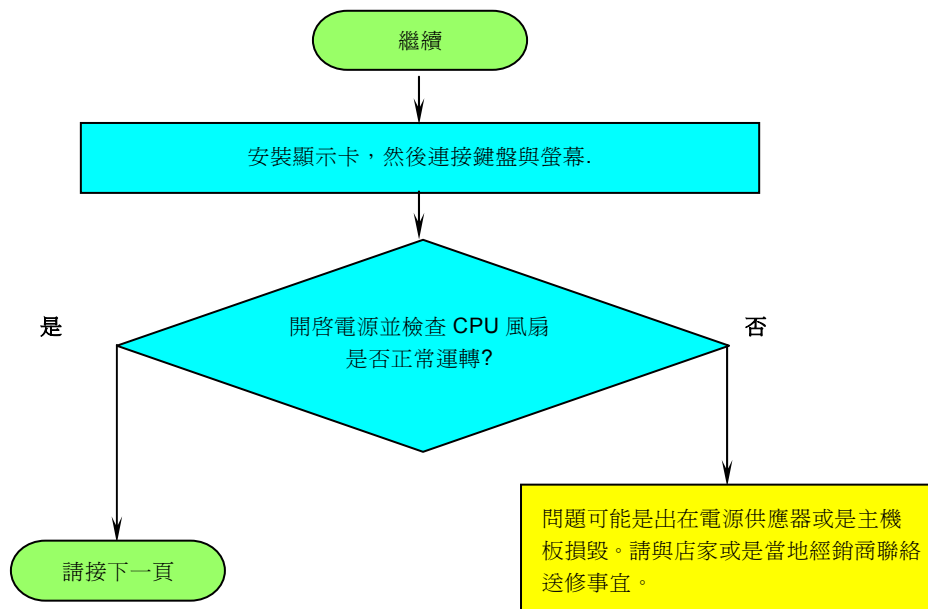 繼續
安裝顯示卡，然後連接鍵盤與螢幕.
是
開啓電源並檢查 CPU 風扇
是否正常運轉?
否
請接下一頁
問題可能是出在電源供應器或是主機
板損毀。請與店家或是當地經銷商聯絡
送修事宜。